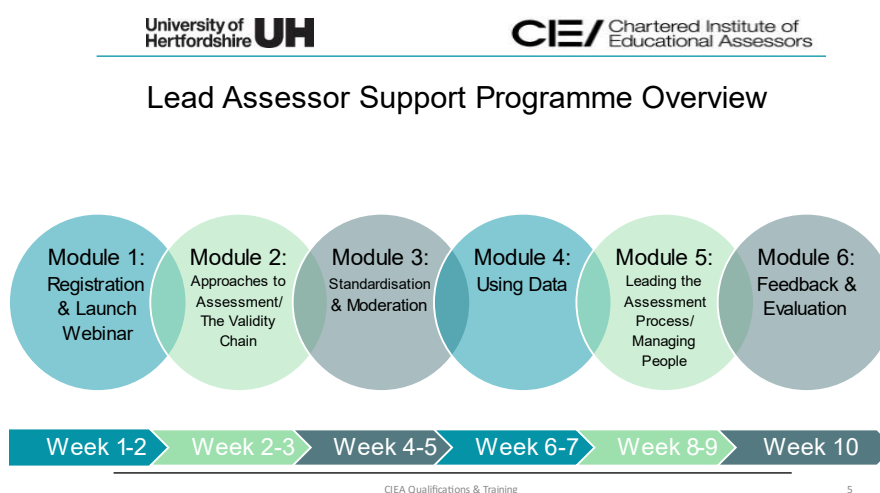 University of
Hertfordshire UH
CIEA Chartered Institute of
Educational Assessors
Lead Assessor Support Programme Overview
Module 1:
Registration
& Launch
Webinar
Module 2:
Approaches to
Assessment/
The Validity
Chain
Module 3:
Standardisation
& Moderation
Module 4:
Using Data
Module 5:
Leading the
Assessment
Process/
Managing
People
Module 6:
Feedback &
Evaluation
Week 1-2
Week 2-3
Week 4-5
Week 6-7
Week 8-9
Week 10
CIEA Qualifications & Training
5